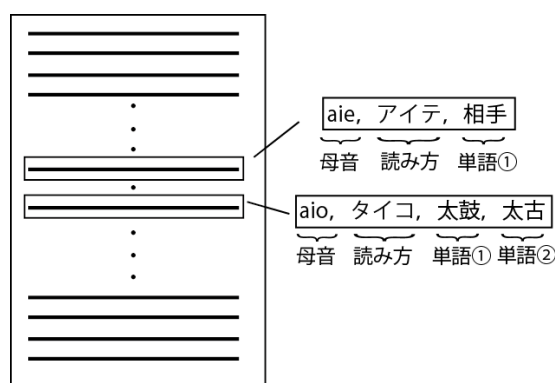 aie, アイテ, 相手
母音 読み方 単語①
aio, タイコ, 太鼓, 太古
母音 読み方 単語① 単語②